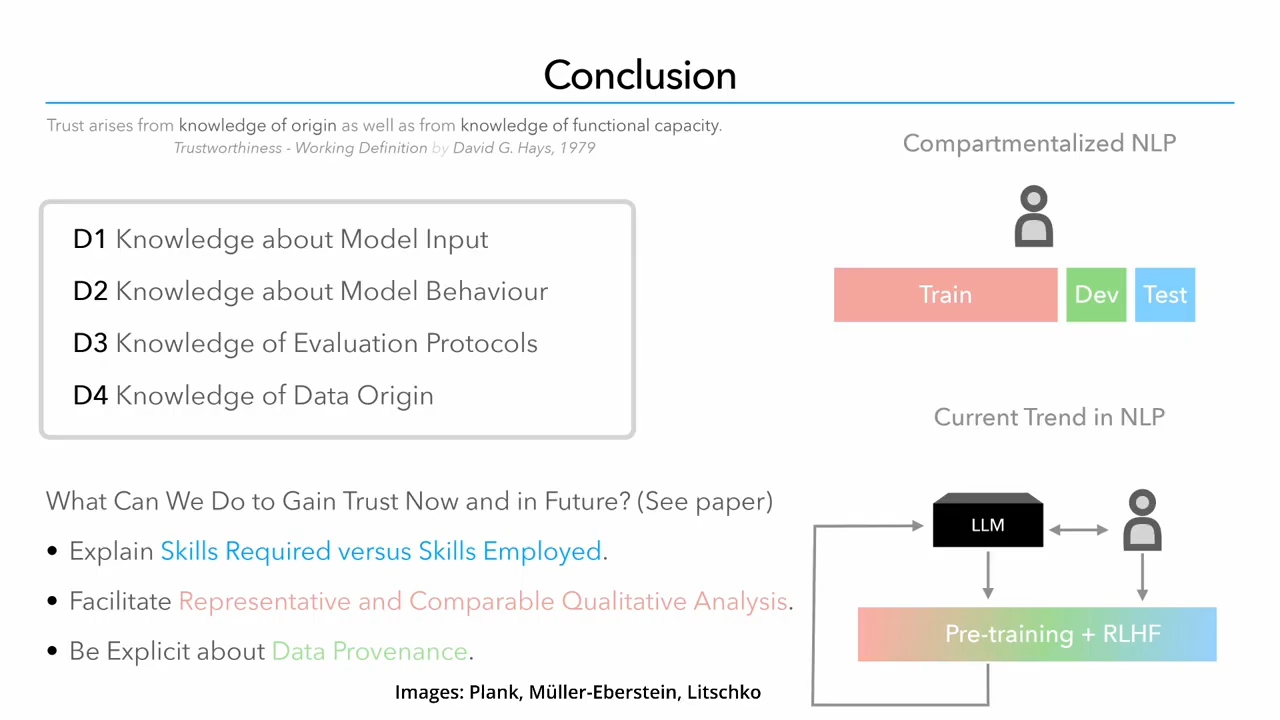 Conclusion
Trust arises from knowledge of origin as well as from knowledge of functional capacity.
Trustworthiness - Working Definition by David G. Hays, 1979
D1 Knowledge about Model Input
D2 Knowledge about Model Behaviour
D3 Knowledge of Evaluation Protocols
D4 Knowledge of Data Origin
What Can We Do to Gain Trust Now and in Future? (See paper)
• Explain Skills Required versus Skills Employed.
• Facilitate Representative and Comparable Qualitative Analysis.
• Be Explicit about Data Provenance.
Images: Plank, Müller-Eberstein, Litschko
Compartmentalized NLP
Train Dev Test
Current Trend in NLP
LLM
Pre-training + RLHF